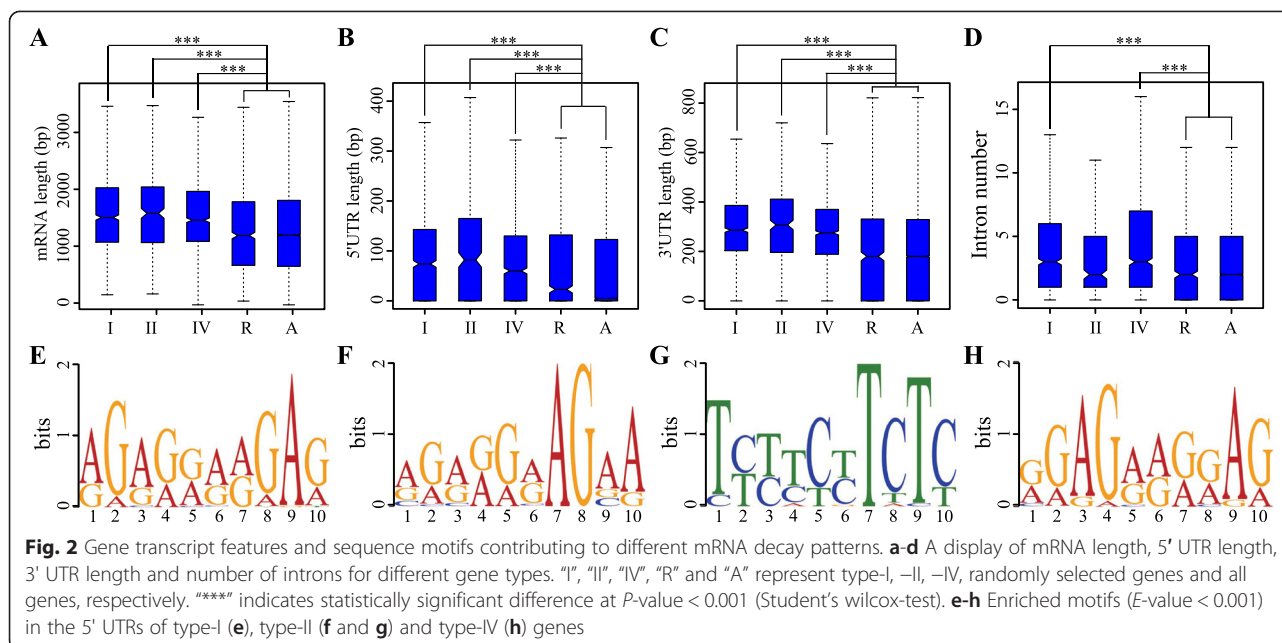 A B C D
*** *** *** ***
*** *** *** ***
*** *** *** ***
mRNA length (bp)
0 1000 2000 3000
I II IV R A
5'UTR length (bp)
0 100 200 300 400
I II IV R A
3'UTR length (bp)
0 200 400 600 800
I II IV R A
Intron number
0 5 10 15
I II IV R A
E
bits
0 1 2
1 2 3 4 5 6 7 8 9 10
F
bits
0 1 2
1 2 3 4 5 6 7 8 9 10
G
bits
0 1 2
1 2 3 4 5 6 7 8 9 10
H
bits
0 1 2
1 2 3 4 5 6 7 8 9 10
Fig. 2 Gene transcript features and sequence motifs contributing to different mRNA decay patterns. a-d A display of mRNA length, 5′ UTR length,
3' UTR length and number of introns for different gene types. “I”, “II”, “IV”, “R” and “A” represent type-I, −II, −IV, randomly selected genes and all
genes, respectively. “***” indicates statistically significant difference at P-value < 0.001 (Student’s wilcox-test). e-h Enriched motifs (E-value < 0.001)
in the 5' UTRs of type-I (e), type-II (f and g) and type-IV (h) genes